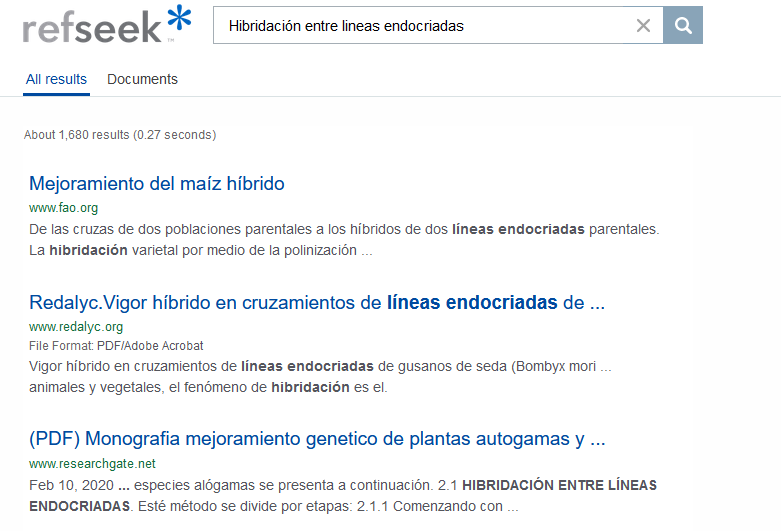 refseek*
Hibridación entre lineas endocriadas
All results
Documents
About 1,680 results (0.27 seconds)
Mejoramiento del maíz híbrido
www.fao.org
De las cruzas de dos poblaciones parentales a los híbridos de dos líneas endocriadas parentales.
La hibridación varietal por medio de la polinización ...
Redalyc.Vigor híbrido en cruzamientos de líneas endocriadas de ...
www.redalyc.org
File Format: PDF/Adobe Acrobat
Vigor híbrido en cruzamientos de líneas endocriadas de gusanos de seda (Bombyx mori ...
animales y vegetales, el fenómeno de hibridación es el.
(PDF) Monografia mejoramiento genetico de plantas autogamas y ...
www.researchgate.net
Feb 10, 2020 ... especies alógamas se presenta a continuación. 2.1 HIBRIDACIÓN ENTRE LÍNEAS
ENDOCRIADAS. Esté método se divide por etapas: 2.1.1 Comenzando con ...